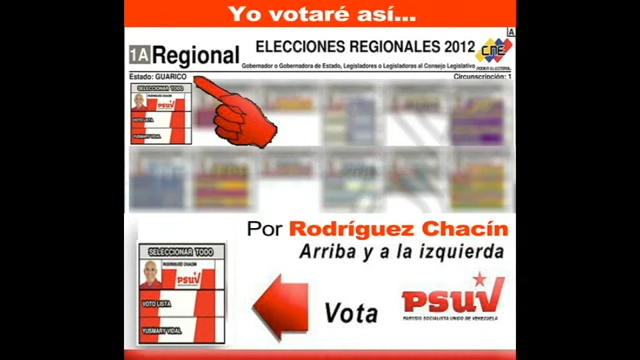 Yo votaré así...
A
1A Regional
ELECCIONES REGIONALES 2012
CNE
PODER ELECTORAL
Gobernador o Gobernadora de Estado, Legisladores o Legisladoras al Consejo Legislativo
Estado: GUARICO
Circunscripción: 1
SELECCIONAR TODO
RODRIGUEZ CHACIN
PSUV
VOTO LISTA
YUSMARY VIDAL
Por Rodríguez Chacín
Arriba y a la izquierda
SELECCIONAR TODO
RODRIGUEZ CHACIN
PSUV
VOTO LISTA
YUSMARY VIDAL
Vota
PSUV
PARTIDO SOCIALISTA UNIDO DE VENEZUELA